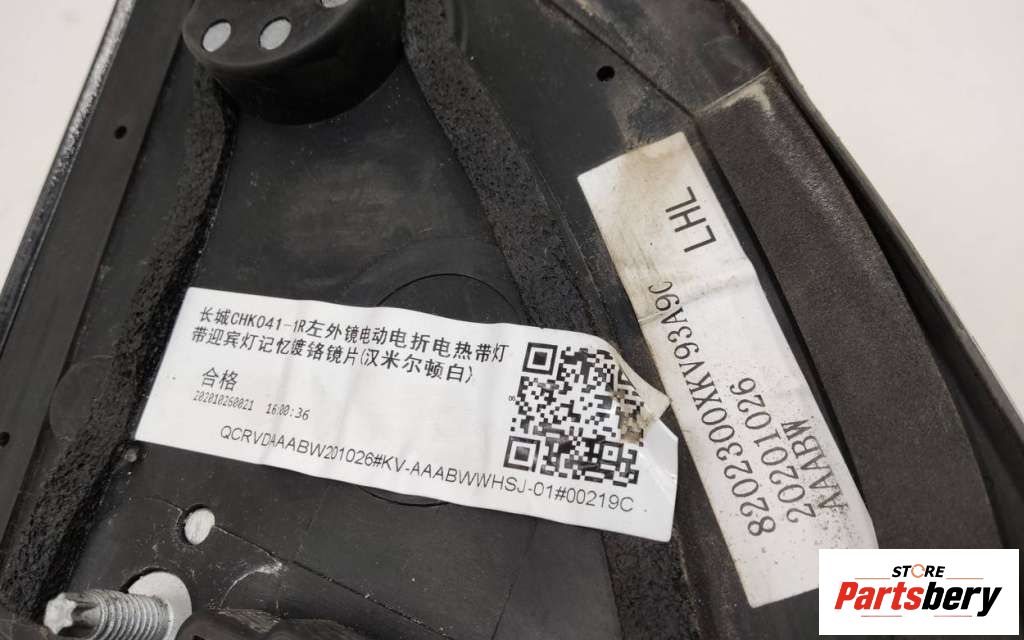 长城CHK041-1R左外镜电动电折电热带灯
带迎宾灯记忆镀铬镜片(汉米尔顿白)
合格
202010260021 16:00:36
QCRVDAAABW201026#KV-AAABWWHSJ-01#00219C
LHL
8202300XKV93A9C
20201026
AAABW
STORE
Partsbery